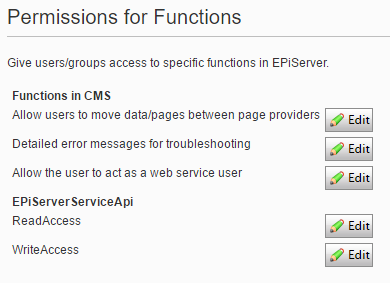 Permissions for Functions
Give users/groups access to specific functions in EPiServer.
Functions in CMS
Allow users to move data/pages between page providers Edit
Detailed error messages for troubleshooting Edit
Allow the user to act as a web service user Edit
EPiServerServiceApi
ReadAccess Edit
WriteAccess Edit